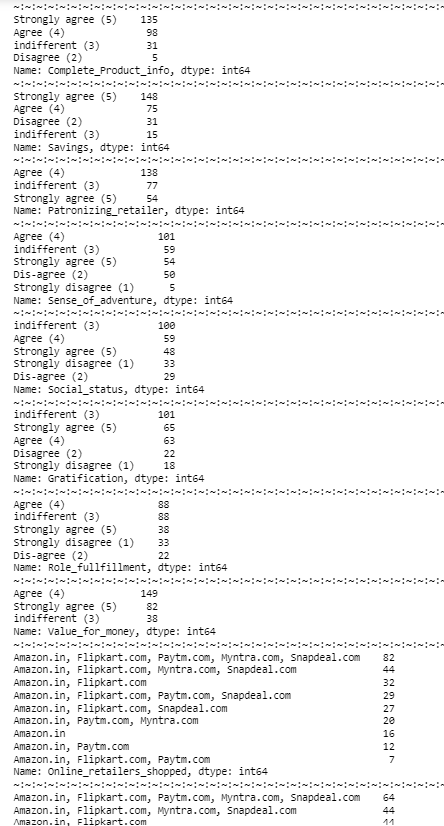 ~:~:~:~:~:~:~:~:~:~:~:~:~:~:~:~:~:~:~:~:~:~:~:~:~:~:~:~:~:~:~:~:~:~:~:~:~:~
Strongly agree (5)    135
Agree (4)              98
indifferent (3)        31
Disagree (2)            5
Name: Complete_Product_info, dtype: int64
~:~:~:~:~:~:~:~:~:~:~:~:~:~:~:~:~:~:~:~:~:~:~:~:~:~:~:~:~:~:~:~:~:~:~:~:~:~
Strongly agree (5)    148
Agree (4)              75
Disagree (2)           31
indifferent (3)        15
Name: Savings, dtype: int64
~:~:~:~:~:~:~:~:~:~:~:~:~:~:~:~:~:~:~:~:~:~:~:~:~:~:~:~:~:~:~:~:~:~:~:~:~:~
Agree (4)             138
indifferent (3)        77
Strongly agree (5)     54
Name: Patronizing_retailer, dtype: int64
~:~:~:~:~:~:~:~:~:~:~:~:~:~:~:~:~:~:~:~:~:~:~:~:~:~:~:~:~:~:~:~:~:~:~:~:~:~
Agree (4)                101
indifferent (3)           59
Strongly agree (5)        54
Dis-agree (2)             50
Strongly disagree (1)      5
Name: Sense_of_adventure, dtype: int64
~:~:~:~:~:~:~:~:~:~:~:~:~:~:~:~:~:~:~:~:~:~:~:~:~:~:~:~:~:~:~:~:~:~:~:~:~:~
indifferent (3)          100
Agree (4)                 59
Strongly agree (5)        48
Strongly disagree (1)     33
Dis-agree (2)             29
Name: Social_status, dtype: int64
~:~:~:~:~:~:~:~:~:~:~:~:~:~:~:~:~:~:~:~:~:~:~:~:~:~:~:~:~:~:~:~:~:~:~:~:~:~
indifferent (3)          101
Strongly agree (5)        65
Agree (4)                 63
Disagree (2)              22
Strongly disagree (1)     18
Name: Gratification, dtype: int64
~:~:~:~:~:~:~:~:~:~:~:~:~:~:~:~:~:~:~:~:~:~:~:~:~:~:~:~:~:~:~:~:~:~:~:~:~:~
Agree (4)                88
indifferent (3)          88
Strongly agree (5)       38
Strongly disagree (1)    33
Dis-agree (2)            22
Name: Role_fullfillment, dtype: int64
~:~:~:~:~:~:~:~:~:~:~:~:~:~:~:~:~:~:~:~:~:~:~:~:~:~:~:~:~:~:~:~:~:~:~:~:~:~
Agree (4)             149
Strongly agree (5)     82
indifferent (3)        38
Name: Value_for_money, dtype: int64
~:~:~:~:~:~:~:~:~:~:~:~:~:~:~:~:~:~:~:~:~:~:~:~:~:~:~:~:~:~:~:~:~:~:~:~:~:~
Amazon.in, Flipkart.com, Paytm.com, Myntra.com, Snapdeal.com    82
Amazon.in, Flipkart.com, Myntra.com, Snapdeal.com               44
Amazon.in, Flipkart.com                                         32
Amazon.in, Flipkart.com, Paytm.com, Snapdeal.com                29
Amazon.in, Flipkart.com, Snapdeal.com                           27
Amazon.in, Paytm.com, Myntra.com                                20
Amazon.in                                                       16
Amazon.in, Paytm.com                                            12
Amazon.in, Flipkart.com, Paytm.com                               7
Name: Online_retailers_shopped, dtype: int64
~:~:~:~:~:~:~:~:~:~:~:~:~:~:~:~:~:~:~:~:~:~:~:~:~:~:~:~:~:~:~:~:~:~:~:~:~:~
Amazon.in, Flipkart.com, Paytm.com, Myntra.com, Snapdeal.com    64
Amazon.in, Flipkart.com, Myntra.com, Snapdeal.com               44
Amazon.in, Flipkart.com